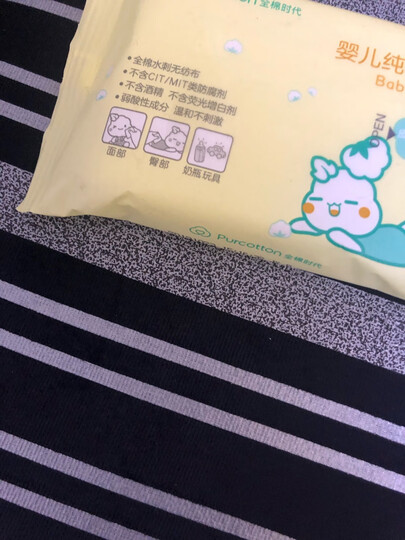 全棉时代
婴儿纯
Bab
• 全棉水刺无纺布
• 不含CIT/MIT类防腐剂
• 不含酒精 不含荧光增白剂
• 弱酸性成分 温和不刺激
面部
臀部
奶瓶玩具
OPEN
Purcotton 全棉时代